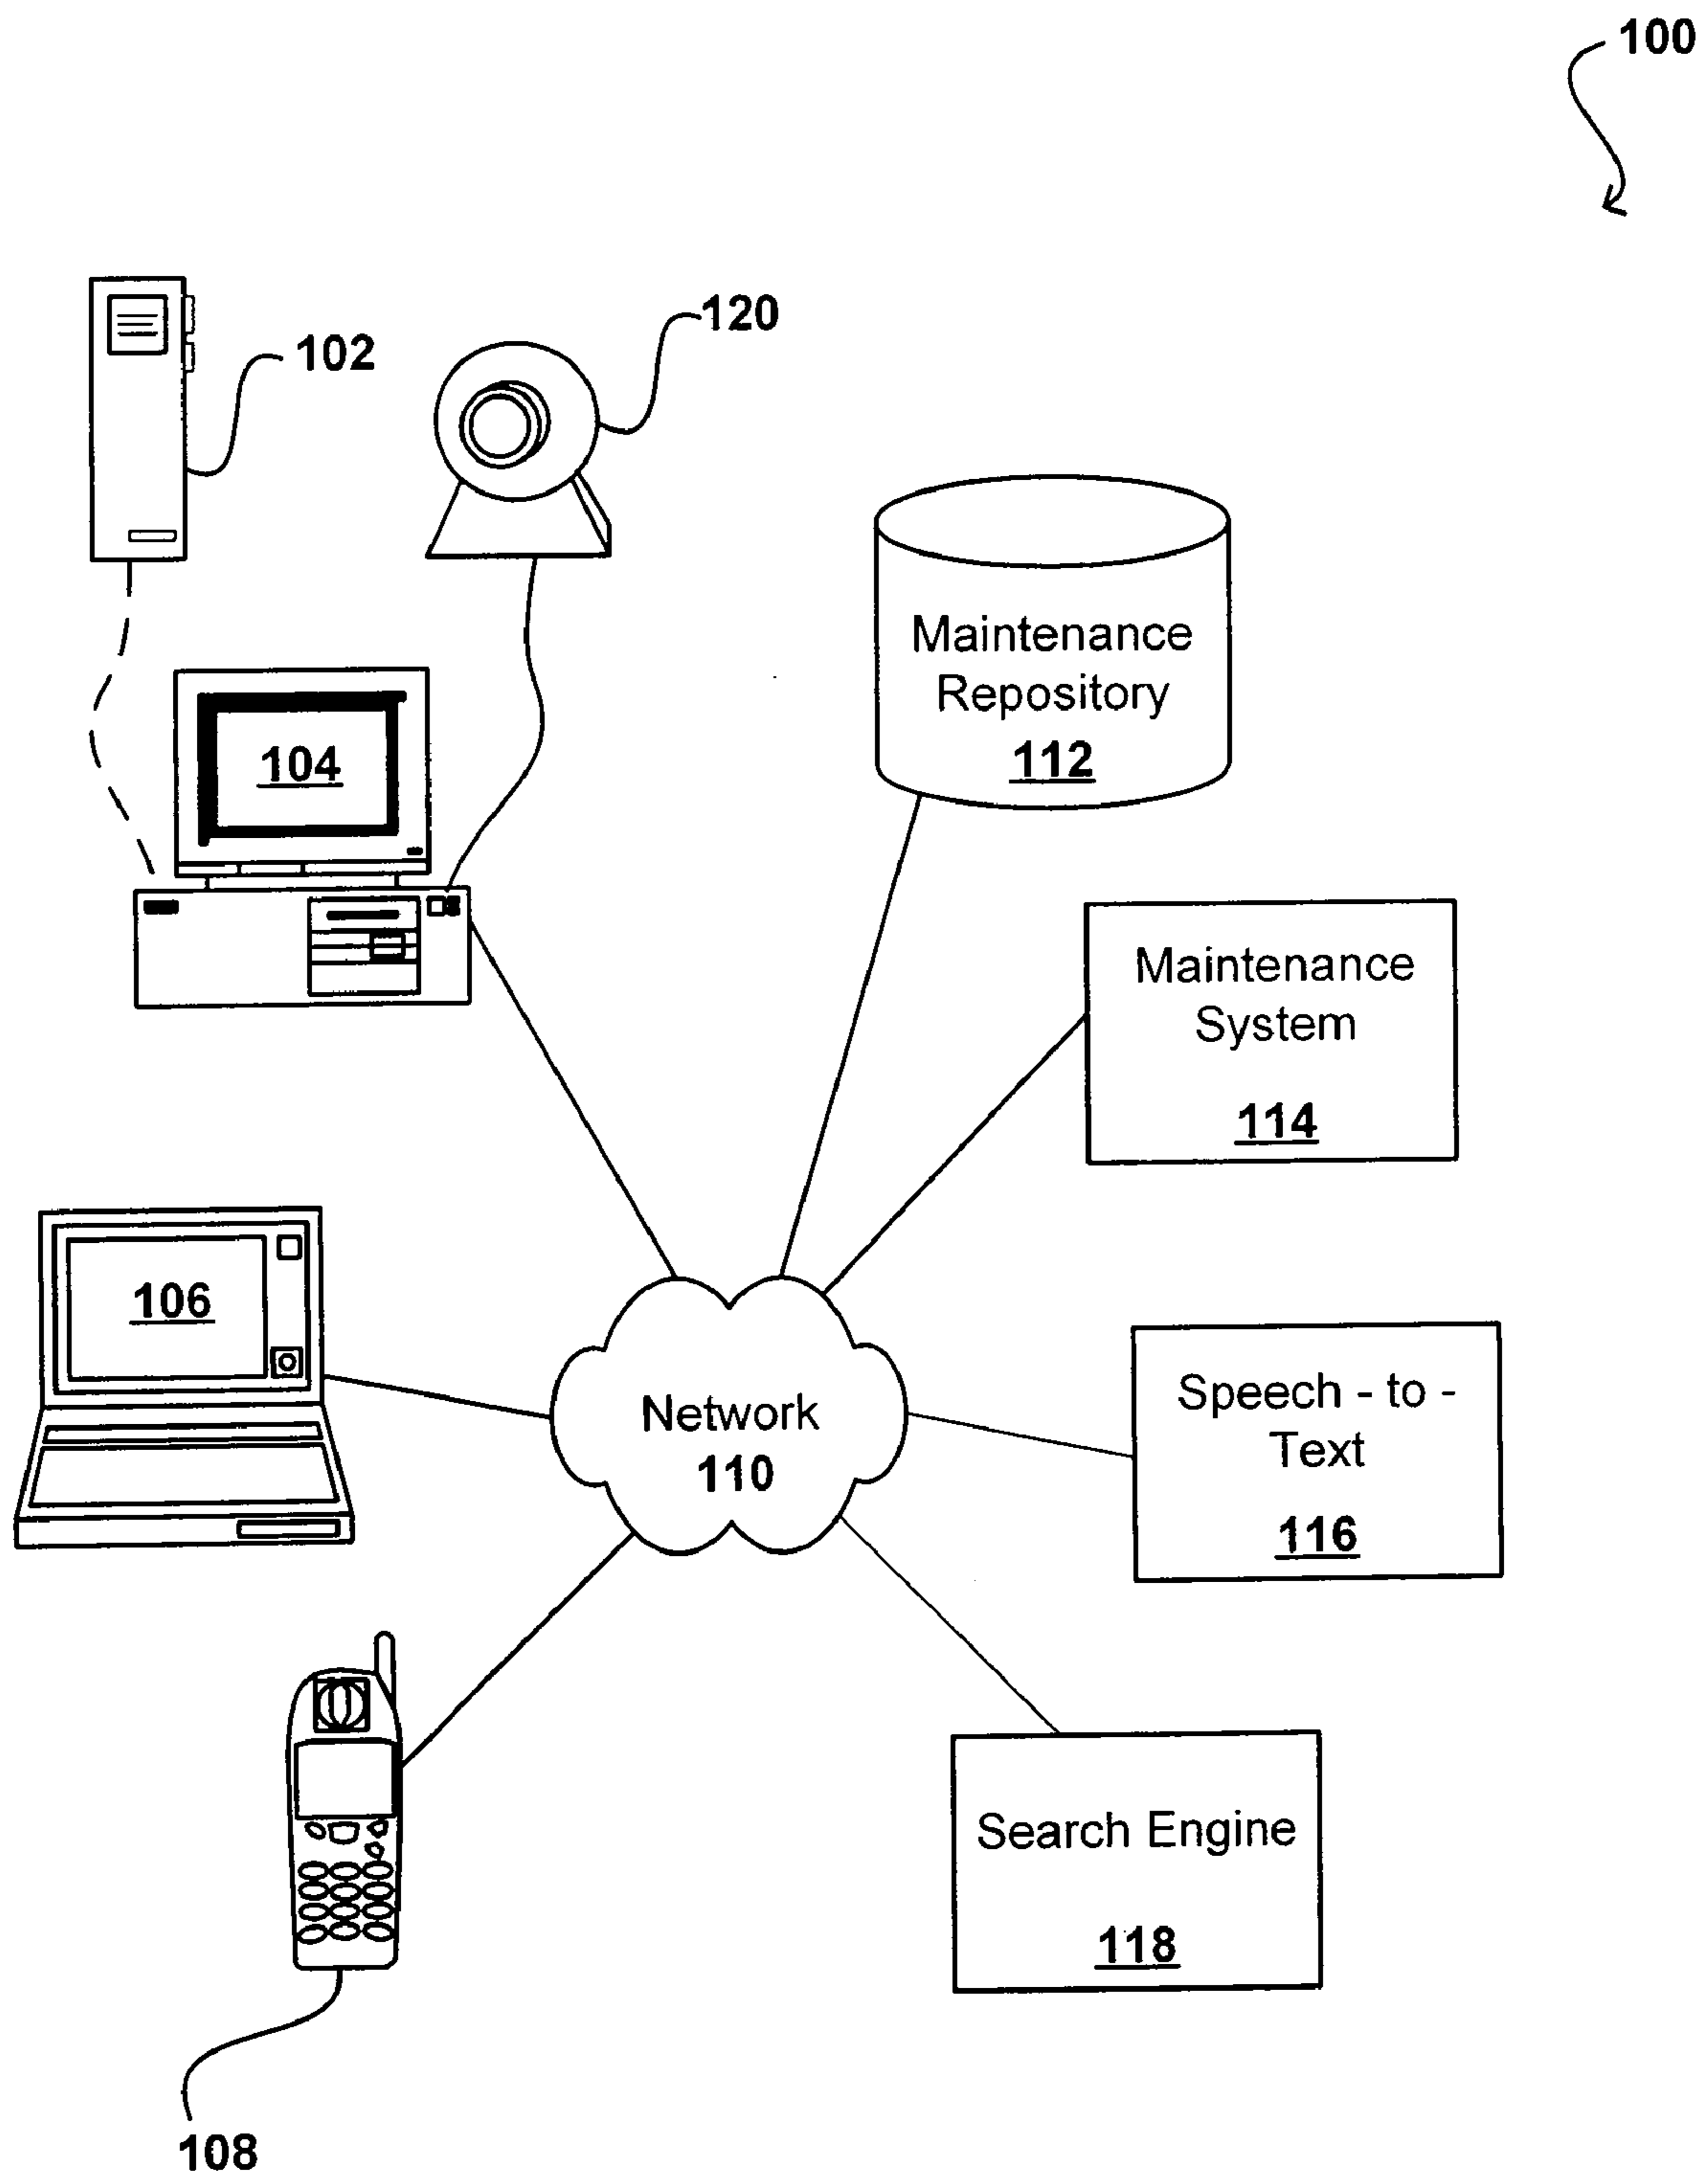 100
120
102
Maintenance
Repository
112
104
Maintenance
System
114
106
Speech - to -
Text
116
Network
110
Search Engine
118
108